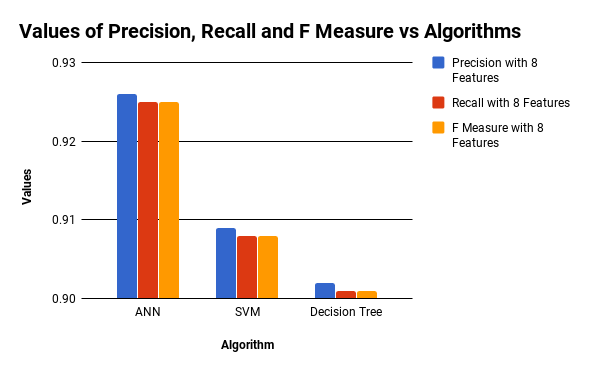 Values of Precision, Recall and F Measure vs Algorithms
0.93
0.92
0.91
0.90
Values
ANN
SVM
Decision Tree
Algorithm
Precision with 8
Features
Recall with 8 Features
F Measure with 8
Features